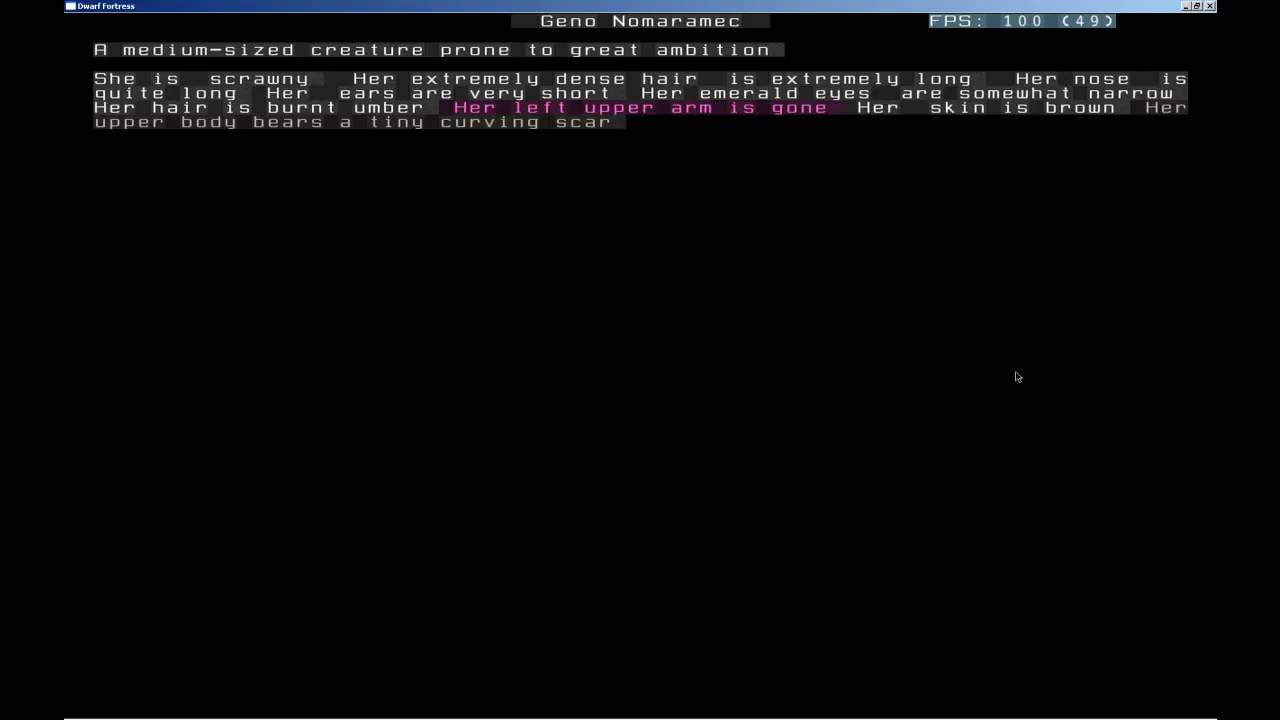 Dwarf Fortress
Geno Nomaramec FPS: 100 (49)
A medium-sized creature prone to great ambition
She is scrawny Her extremely dense hair is extremely long Her nose is
quite long Her ears are very short Her emerald eyes are somewhat narrow
Her hair is burnt umber Her left upper arm is gone Her skin is brown Her
upper body bears a tiny curving scar